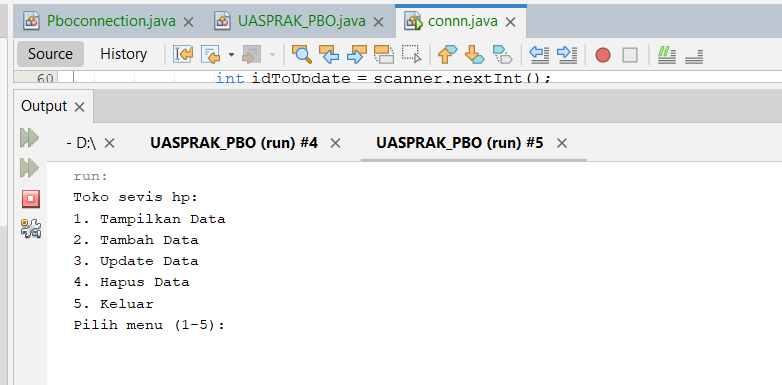 Pboconnection.java UASPRAK_PBO.java connn.java
Source History
60 int idToUpdate = scanner.nextInt();
Output
- D:\ UASPRAK_PBO (run) #4 UASPRAK_PBO (run) #5
run:
Toko sevis hp:
1. Tampilkan Data
2. Tambah Data
3. Update Data
4. Hapus Data
5. Keluar
Pilih menu (1-5):